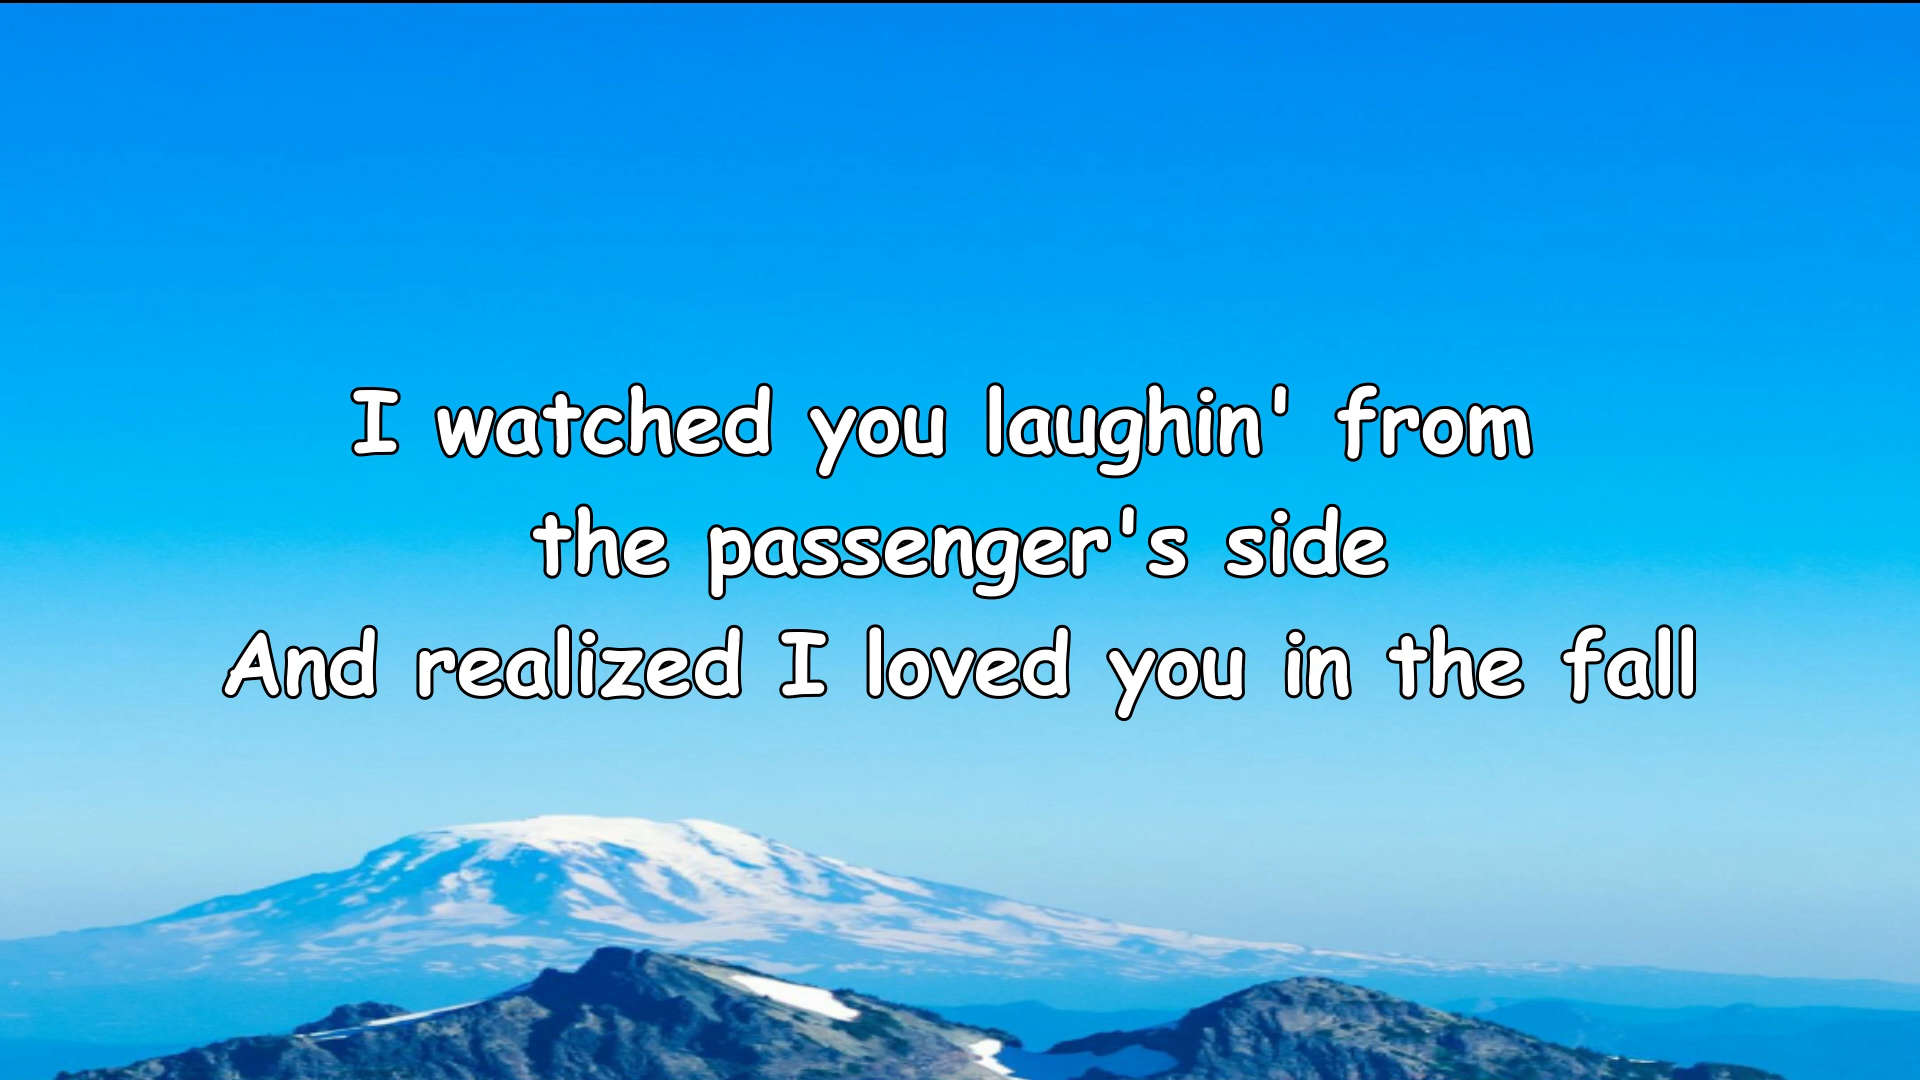 I watched you laughin' from
the passenger's side
And realized I loved you in the fall